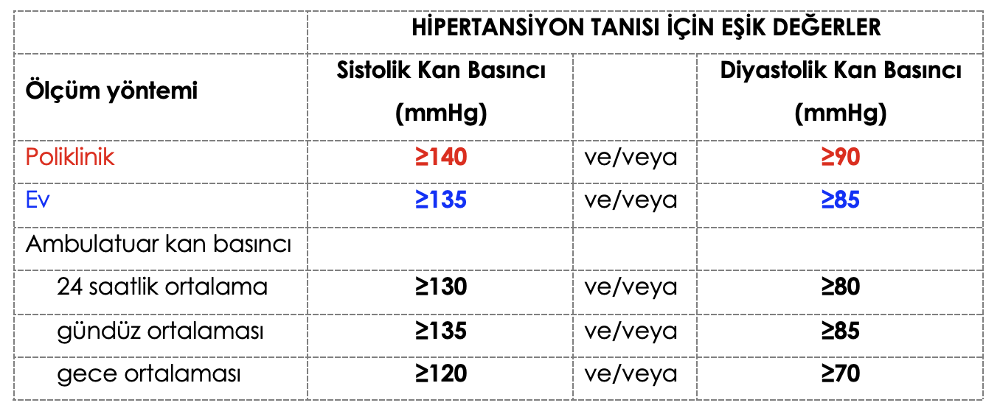 HİPERTANSİYON TANISI İÇİN EŞİK DEĞERLER
Ölçüm yöntemi
Sistolik Kan Basıncı
(mmHg)
Diyastolik Kan Basıncı
(mmHg)
Poliklinik ≥140 ve/veya ≥90
Ev ≥135 ve/veya ≥85
Ambulatuar kan basıncı
24 saatlik ortalama ≥130 ve/veya ≥80
gündüz ortalaması ≥135 ve/veya ≥85
gece ortalaması ≥120 ve/veya ≥70